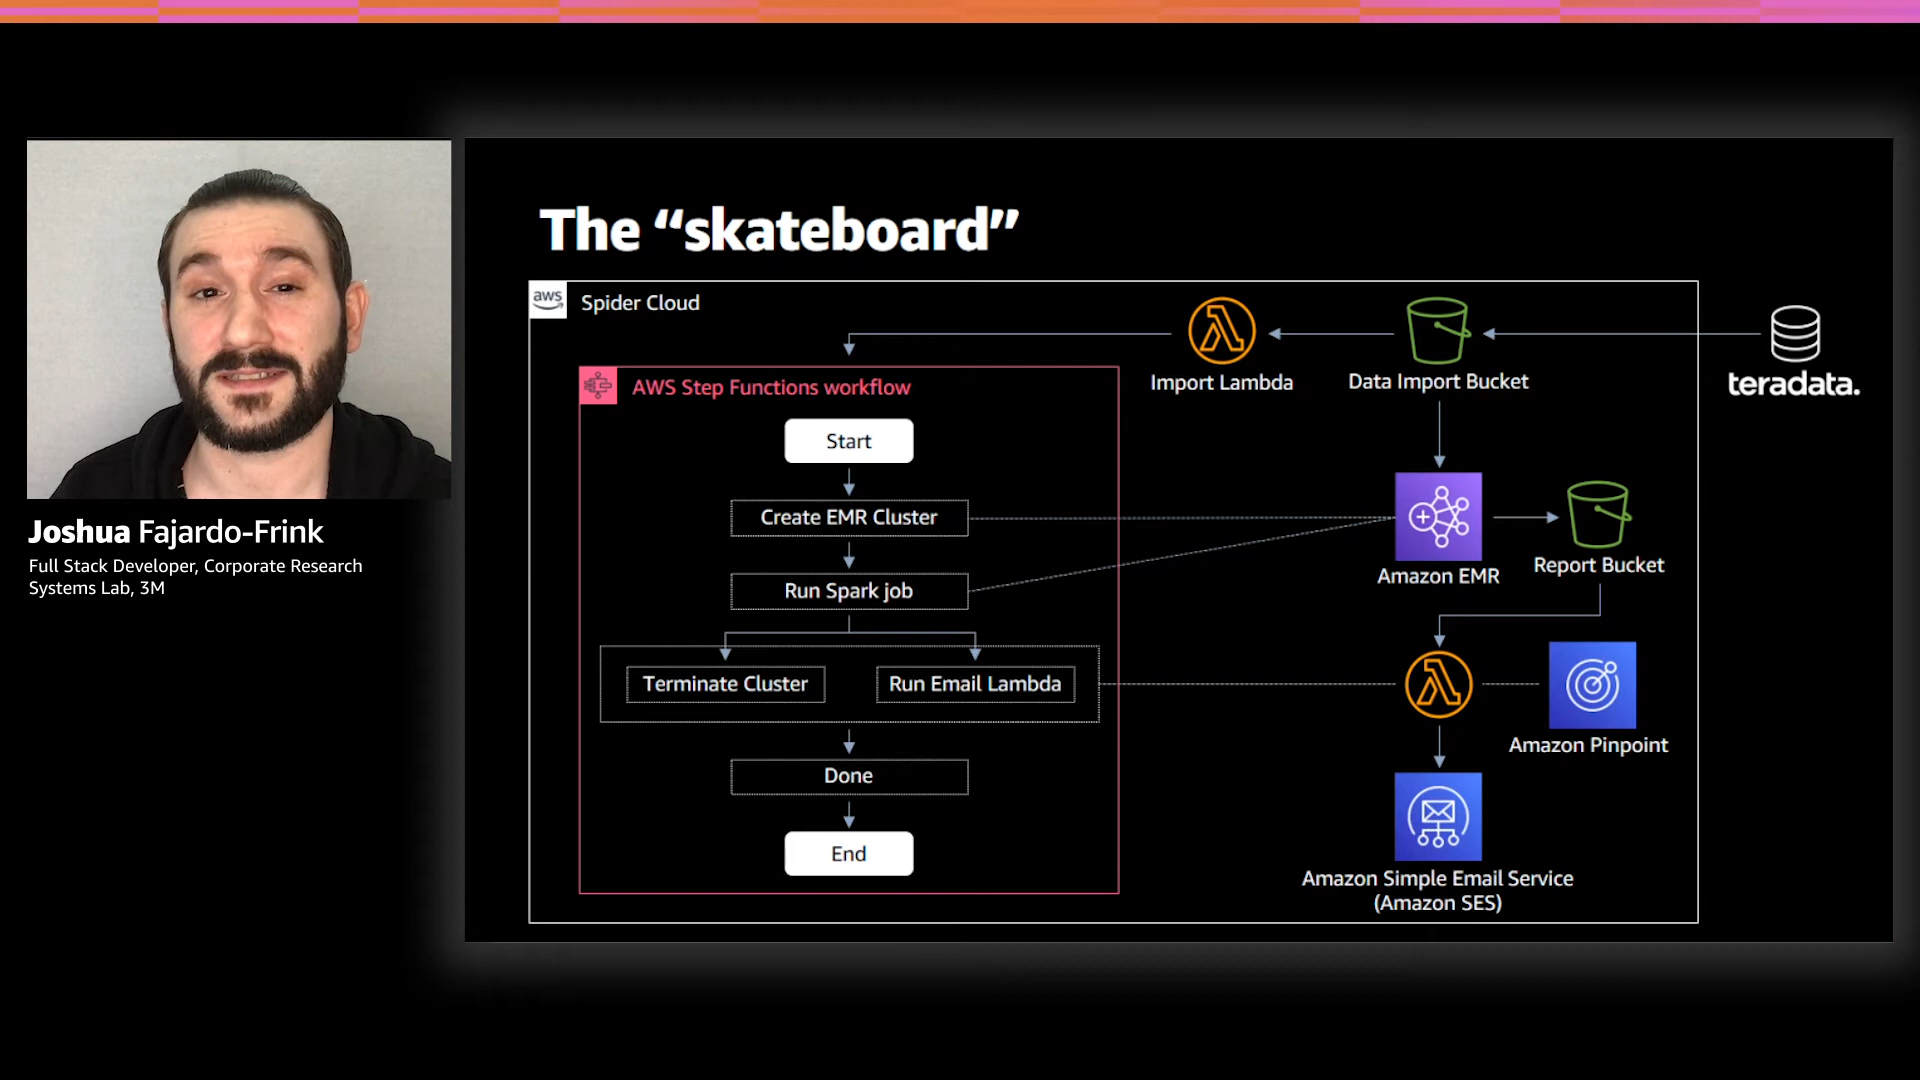 Joshua Fajardo-Frink
Full Stack Developer, Corporate Research
Systems Lab, 3M
The “skateboard”
aws
Spider Cloud
Import Lambda
Data Import Bucket
teradata.
AWS Step Functions workflow
Start
Create EMR Cluster
Run Spark job
Terminate Cluster
Run Email Lambda
Done
End
Amazon EMR
Report Bucket
Amazon Pinpoint
Amazon Simple Email Service
(Amazon SES)